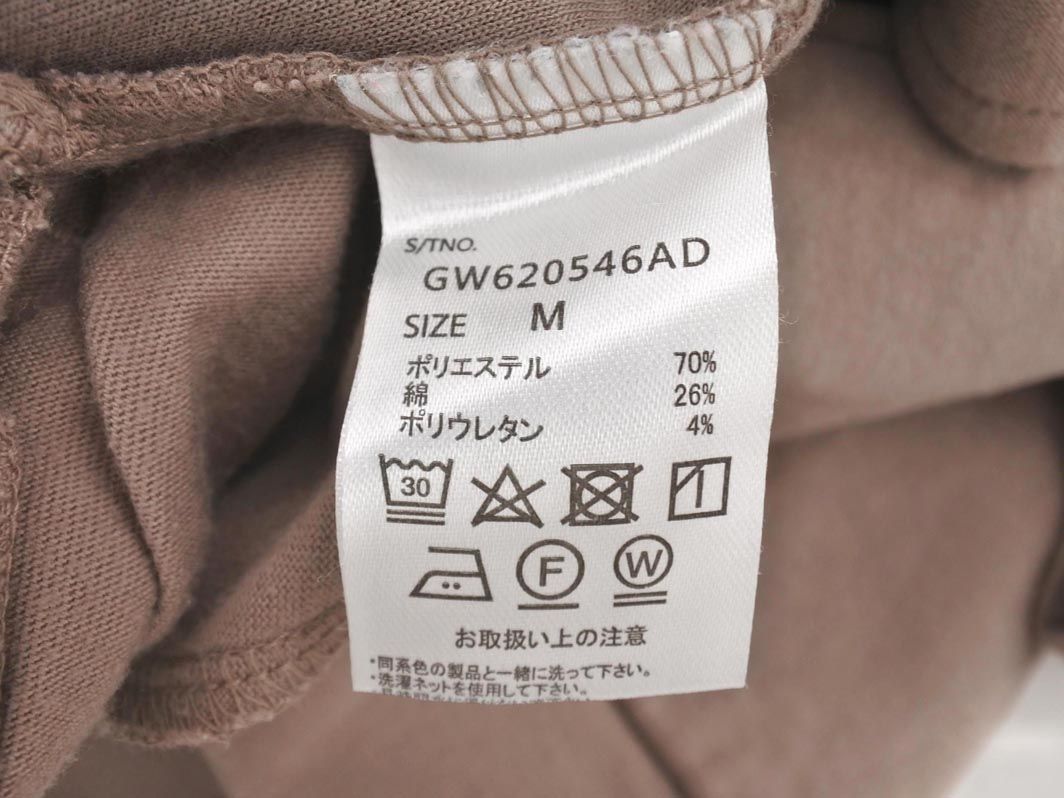 S/TNO.
GW620546AD
SIZE M
ポリエステル 70%
綿 26%
ポリウレタン 4%
30
F W
お取扱い上の注意
・同系色の製品と一緒に洗って下さい。
・洗濯ネットを使用して下さい。